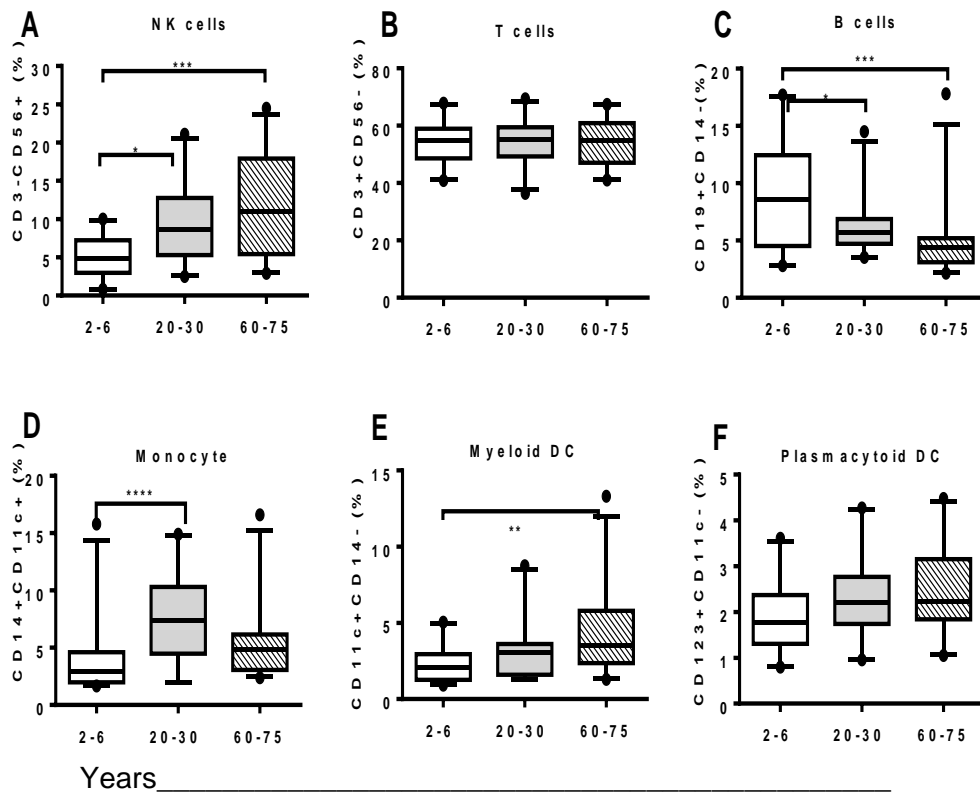 A
NK cells
CD3-CD56+ (%)
30
25
20
15
10
5
0
***
*
2-6 20-30 60-75
B
T cells
CD3+CD56- (%)
80
60
40
20
0
2-6 20-30 60-75
C
B cells
CD19+CD14-(%)
20
15
10
5
0
***
*
2-6 20-30 60-75
D
Monocyte
CD14+CD11c+ (%)
20
15
10
5
0
****
2-6 20-30 60-75
E
Myeloid DC
CD11c+CD14- (%)
15
10
5
0
**
2-6 20-30 60-75
F
Plasmacytoid DC
CD123+CD11c-(%)
5
4
3
2
1
0
2-6 20-30 60-75
Years